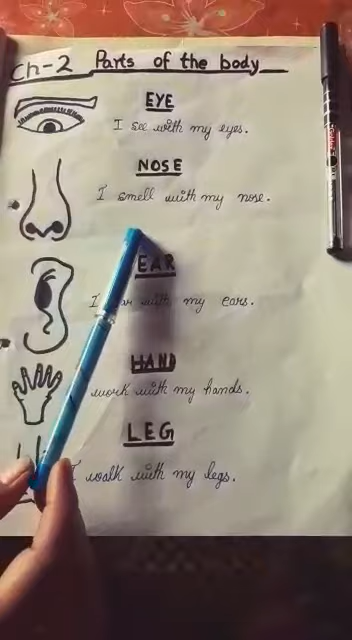 Ch-2 Parts of the body
EYE
I see with my eyes.
NOSE
I smell with my nose.
EAR
I with my ears.
HAND
work with my hands.
LEG
I walk with my legs.